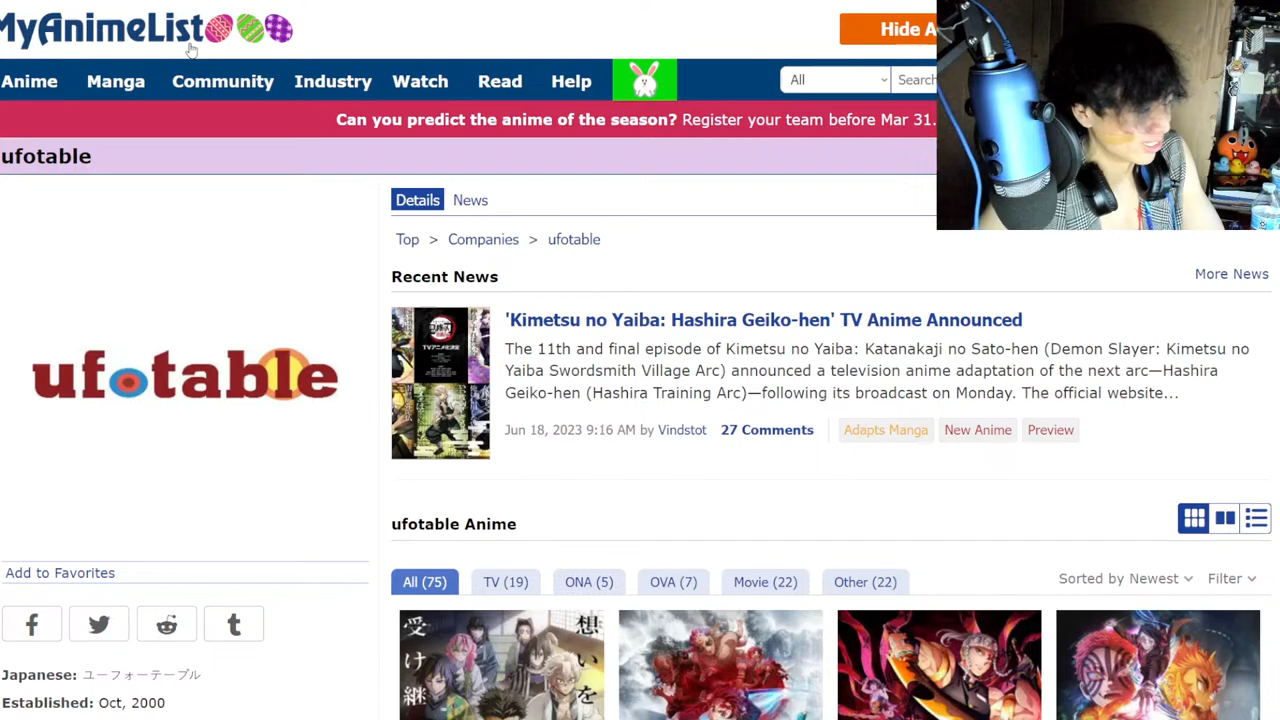 MyAnimeList
Hide A
Anime Manga Community Industry Watch Read Help
All
Search
Can you predict the anime of the season? Register your team before Mar 31.
ufotable
Details News
Top > Companies > ufotable
Recent News
More News
'Kimetsu no Yaiba: Hashira Geiko-hen' TV Anime Announced
The 11th and final episode of Kimetsu no Yaiba: Katanakaji no Sato-hen (Demon Slayer: Kimetsu no
Yaiba Swordsmith Village Arc) announced a television anime adaptation of the next arc—Hashira
Geiko-hen (Hashira Training Arc)—following its broadcast on Monday. The official website...
Jun 18, 2023 9:16 AM by Vindstot 27 Comments
Adapts Manga New Anime Preview
ufotable
ufotable Anime
All (75) TV (19) ONA (5) OVA (7) Movie (22) Other (22)
Sorted by Newest Filter
Add to Favorites
受け継
想いを
Japanese: ユーフォーテーブル
Established: Oct, 2000